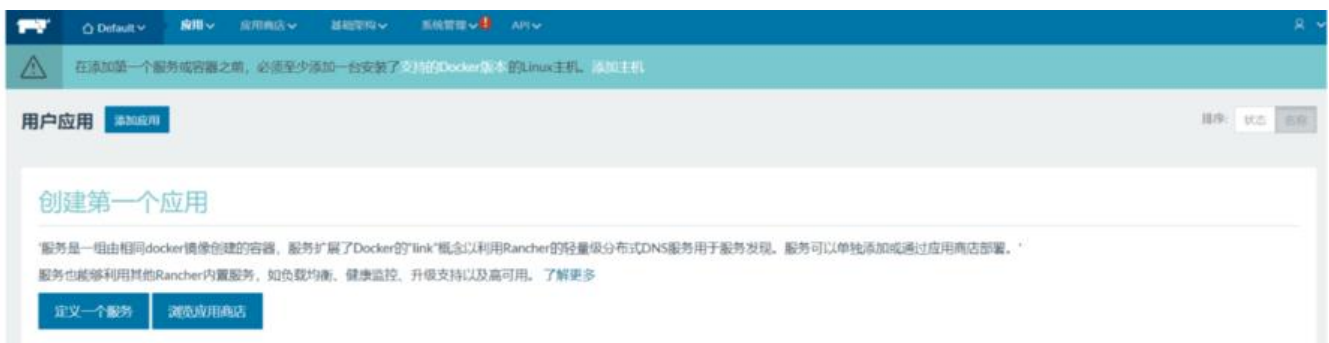 Default 应用 应用商店 基础架构 系统管理 API
在添加第一个服务或容器之前，必须至少添加一台安装了支持的Docker版本的Linux主机。添加主机
用户应用 添加应用 排序: 状态 名称
创建第一个应用
'服务是一组由相同docker镜像创建的容器，服务扩展了Docker的"link"概念以利用Rancher的轻量级分布式DNS服务用于服务发现。服务可以单独添加或通过应用商店部署。'
服务也能够利用其他Rancher内置服务，如负载均衡、健康监控、升级支持以及高可用。了解更多
定义一个服务 浏览应用商店